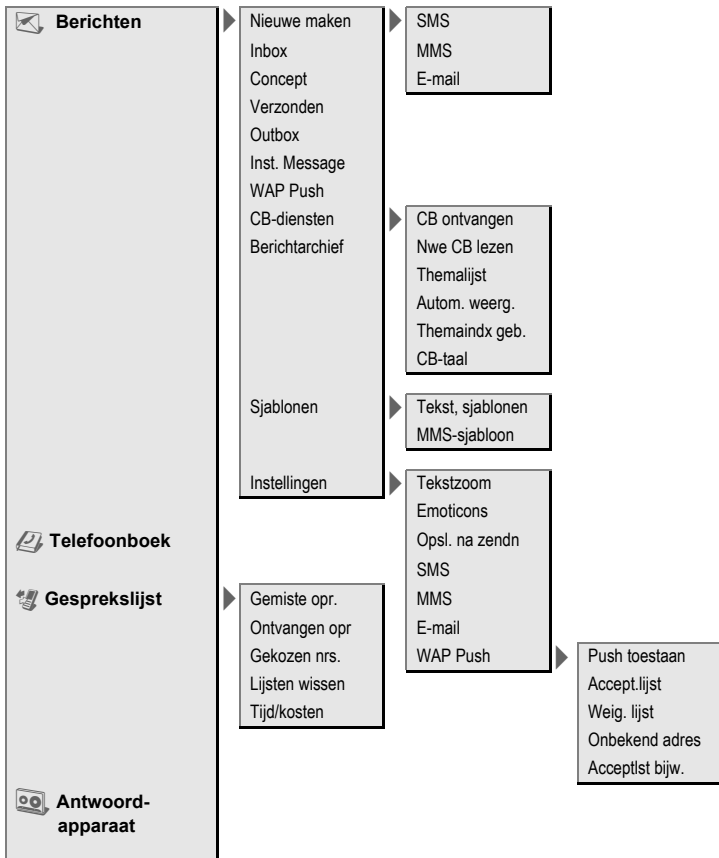 Berichten
Nieuwe maken
Inbox
Concept
Verzonden
Outbox
Inst. Message
WAP Push
CB-diensten
Berichtarchief
Sjablonen
Instellingen
SMS
MMS
E-mail
CB ontvangen
Nwe CB lezen
Themalijst
Autom. weerg.
Themaindx geb.
CB-taal
Tekst, sjablonen
MMS-sjabloon
Tekstzoom
Emoticons
Opsl. na zendn
SMS
MMS
E-mail
WAP Push
Push toestaan
Accept.lijst
Weig. lijst
Onbekend adres
Acceptlst bijw.
Telefoonboek
Gesprekslijst
Gemiste opr.
Ontvangen opr
Gekozen nrs.
Lijsten wissen
Tijd/kosten
Antwoord-
apparaat